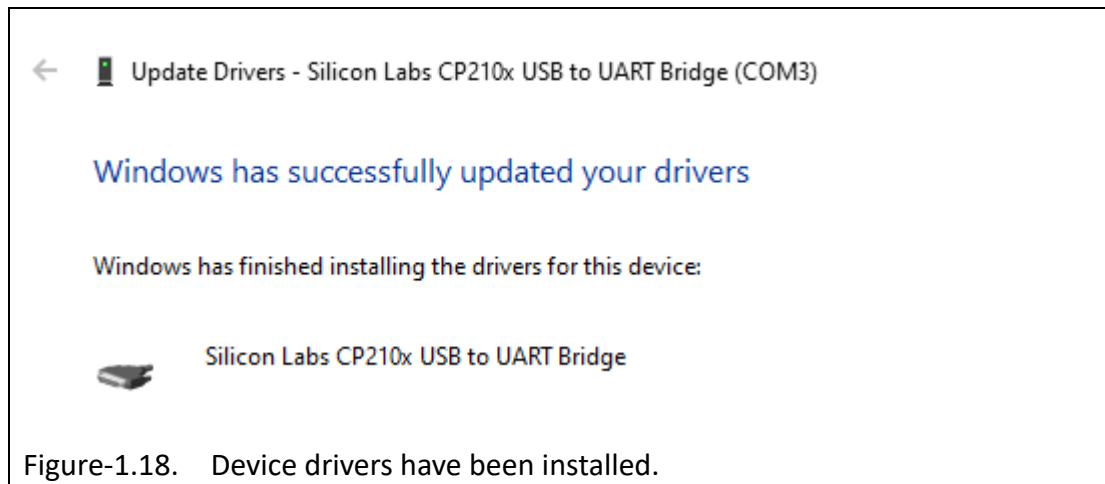 Update Drivers - Silicon Labs CP210x USB to UART Bridge (COM3)
Windows has successfully updated your drivers
Windows has finished installing the drivers for this device:
Silicon Labs CP210x USB to UART Bridge
Figure-1.18. Device drivers have been installed.